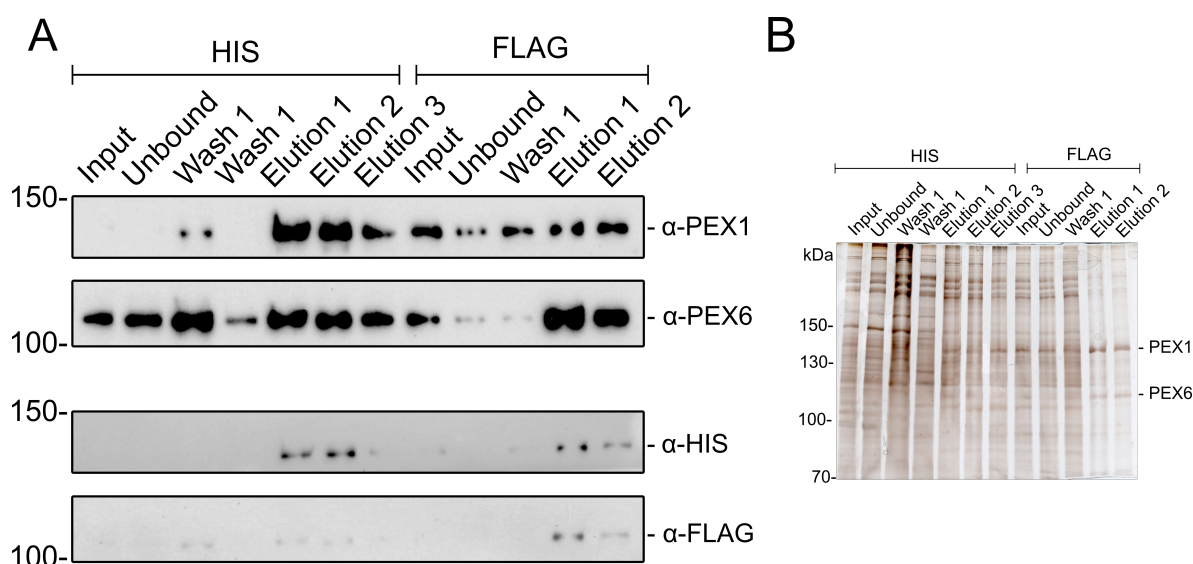 A
HIS
FLAG
Input
Unbound
Wash 1
Wash 1
Elution 1
Elution 2
Elution 3
Input
Unbound
Wash 1
Elution 1
Elution 2
150-
- α-PEX1
- α-PEX6
100-
150-
- α-HIS
- α-FLAG
100-
B
HIS
FLAG
Input
Unbound
Wash 1
Wash 1
Elution 1
Elution 2
Elution 3
Input
Unbound
Wash 1
Elution 1
Elution 2
kDa
150-
- PEX1
130-
- PEX6
100-
70-